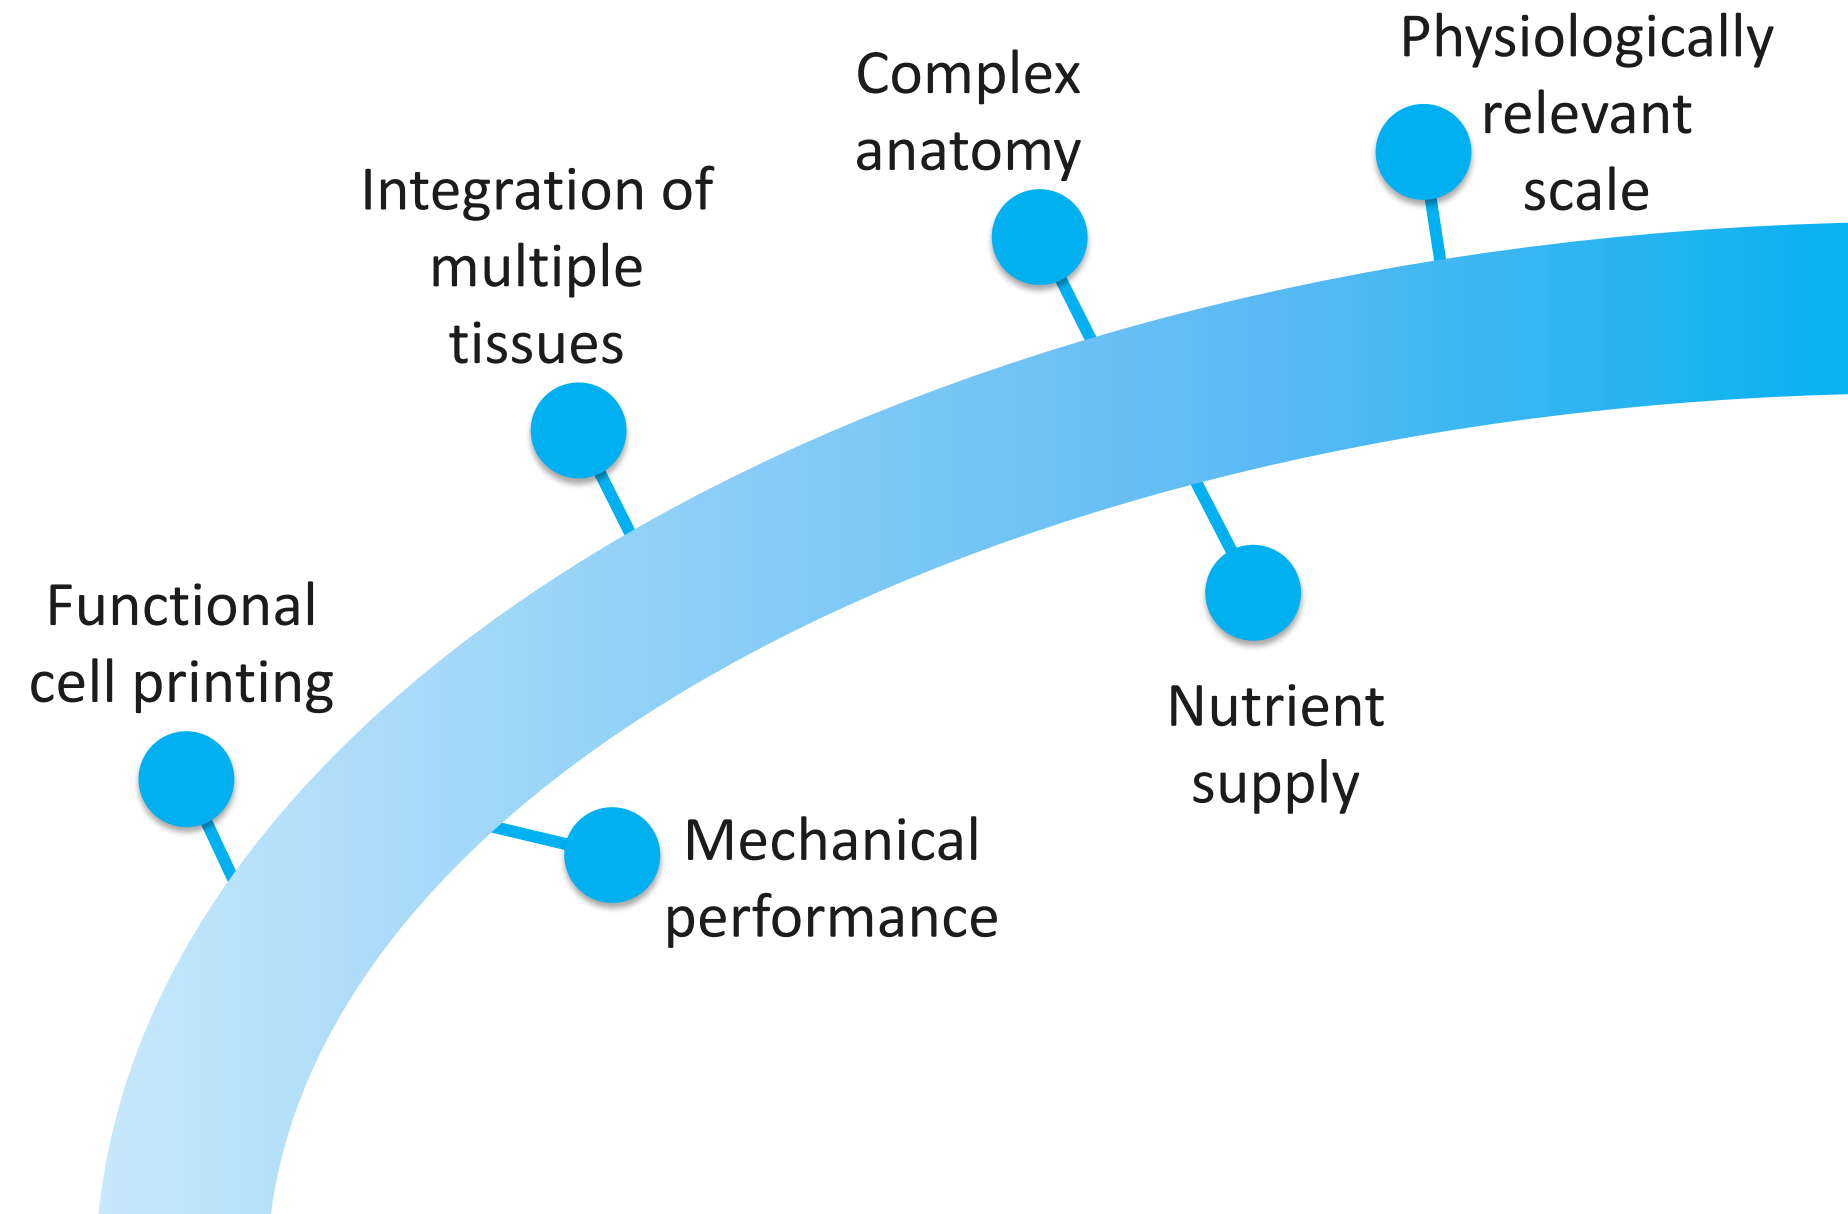 Physiologically
relevant
scale
Complex
anatomy
Integration of
multiple
tissues
Functional
cell printing
Nutrient
supply
Mechanical
performance